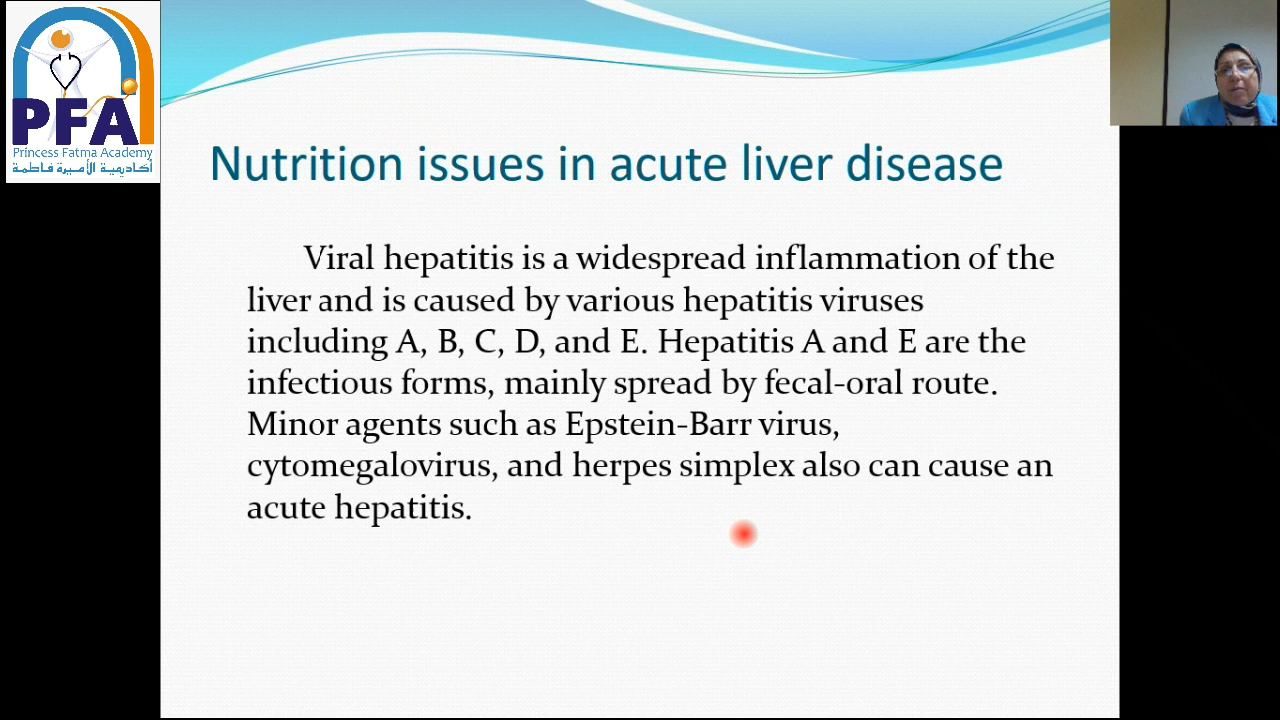 PFA
Princess Fatma Academy
أكاديمية الأميرة فاطمة
Nutrition issues in acute liver disease
Viral hepatitis is a widespread inflammation of the
liver and is caused by various hepatitis viruses
including A, B, C, D, and E. Hepatitis A and E are the
infectious forms, mainly spread by fecal-oral route.
Minor agents such as Epstein-Barr virus,
cytomegalovirus, and herpes simplex also can cause an
acute hepatitis.